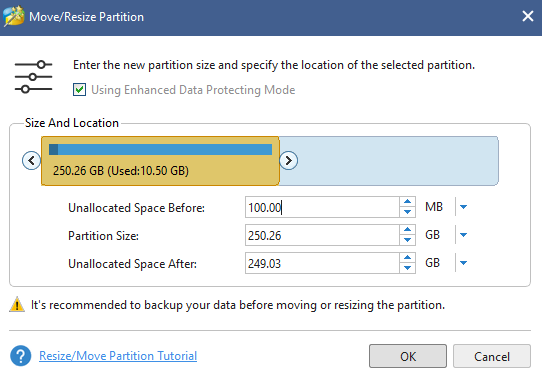 Move/Resize Partition
Enter the new partition size and specify the location of the selected partition.
Using Enhanced Data Protecting Mode
Size And Location
250.26 GB (Used:10.50 GB)
Unallocated Space Before: 100.00 MB
Partition Size: 250.26 GB
Unallocated Space After: 249.03 GB
It's recommended to backup your data before moving or resizing the partition.
Resize/Move Partition Tutorial OK Cancel